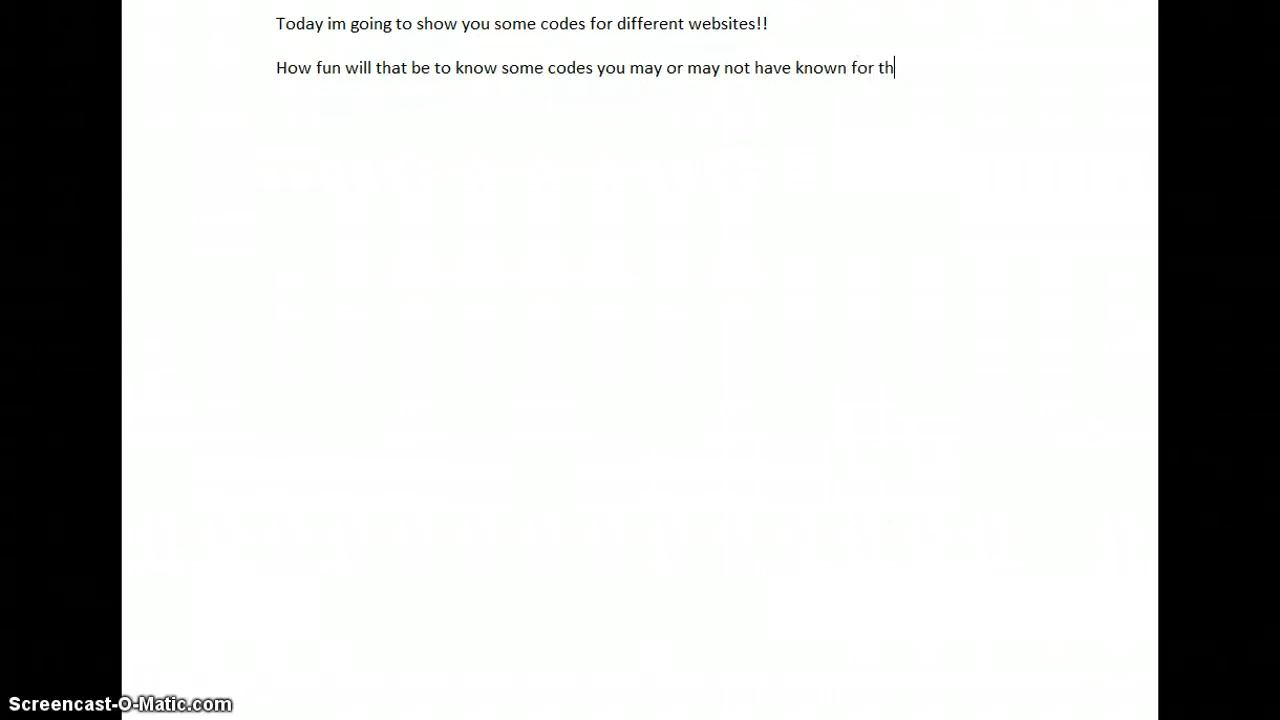 Today im going to show you some codes for different websites!!
How fun will that be to know some codes you may or may not have known for th
Screencast-O-Matic.com